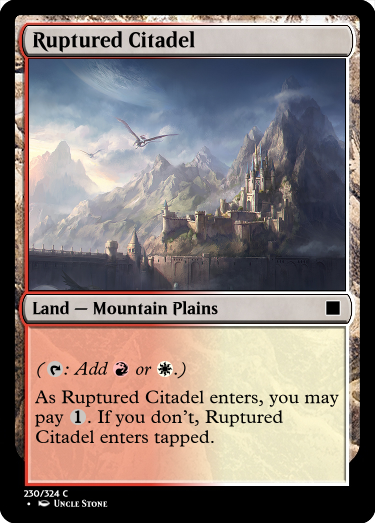 Ruptured Citadel
Land — Mountain Plains
( : Add or .)
As Ruptured Citadel enters, you may
pay 1. If you don't, Ruptured
Citadel enters tapped.
230/324 C
• Uncle Stone